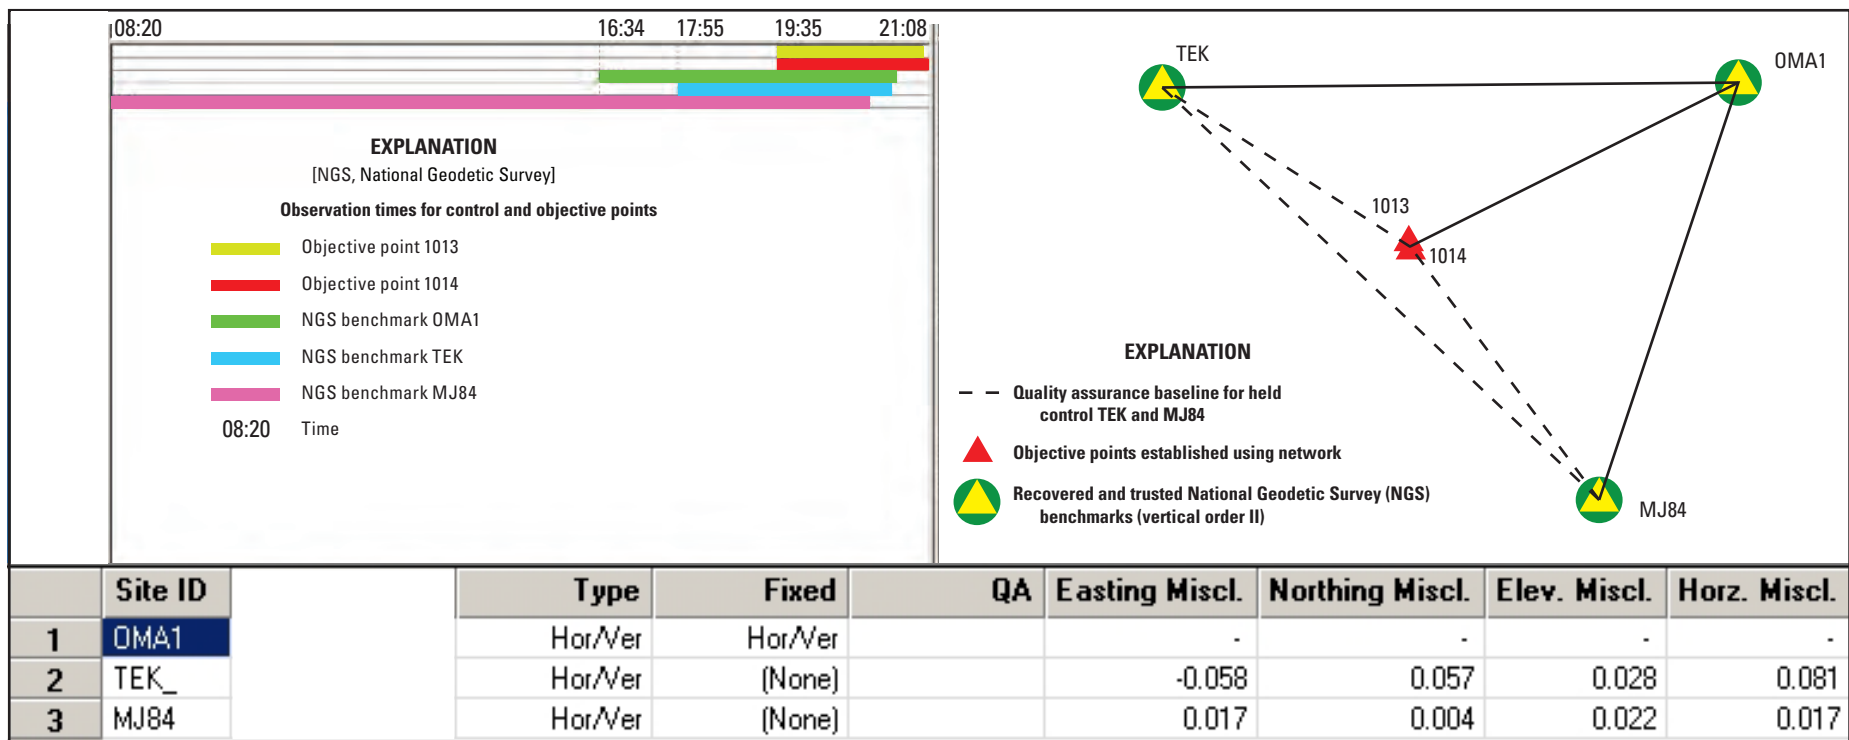 08:20 16:34 17:55 19:35 21:08
EXPLANATION
[NGS, National Geodetic Survey]
Observation times for control and objective points
Objective point 1013
Objective point 1014
NGS benchmark OMA1
NGS benchmark TEK
NGS benchmark MJ84
08:20 Time
TEK
OMA1
1013
1014
MJ84
EXPLANATION
Quality assurance baseline for held
control TEK and MJ84
Objective points established using network
Recovered and trusted National Geodetic Survey (NGS)
benchmarks (vertical order II)
Site ID Type Fixed QA Easting Miscl. Northing Miscl. Elev. Miscl. Horz. Miscl.
1 OMA1 Hor/Ver Hor/Ver - - - -
2 TEK_ Hor/Ver (None) -0.058 0.057 0.028 0.081
3 MJ84 Hor/Ver (None) 0.017 0.004 0.022 0.017